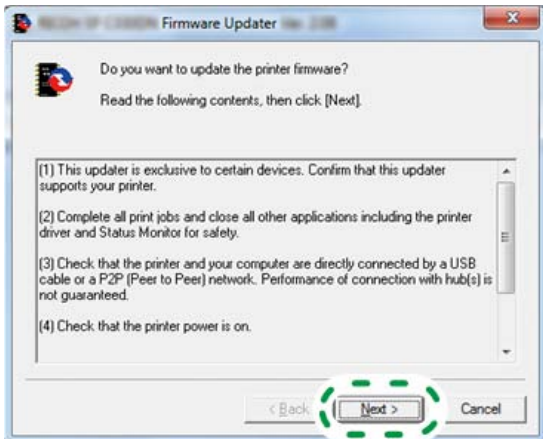 Firmware Updater
Do you want to update the printer firmware?
Read the following contents, then click [Next].
(1) This updater is exclusive to certain devices. Confirm that this updater
supports your printer.
(2) Complete all print jobs and close all other applications including the printer
driver and Status Monitor for safety.
(3) Check that the printer and your computer are directly connected by a USB
cable or a P2P (Peer to Peer) network. Performance of connection with hub(s) is
not guaranteed.
(4) Check that the printer power is on.
< Back
Next >
Cancel